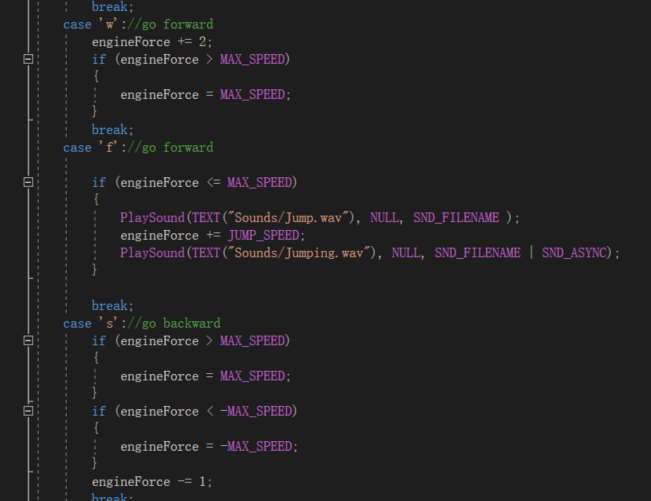 break;
case 'w'://go forward
engineForce += 2;
if (engineForce > MAX_SPEED)
{
engineForce = MAX_SPEED;
}
break;
case 'f'://go forward
if (engineForce <= MAX_SPEED)
{
PlaySound(TEXT("Sounds/Jump.wav"), NULL, SND_FILENAME );
engineForce += JUMP_SPEED;
PlaySound(TEXT("Sounds/Jumping.wav"), NULL, SND_FILENAME | SND_ASYNC);
}
break;
case 's'://go backward
if (engineForce > MAX_SPEED)
{
engineForce = MAX_SPEED;
}
if (engineForce < -MAX_SPEED)
{
engineForce = -MAX_SPEED;
}
engineForce -= 1;
break;